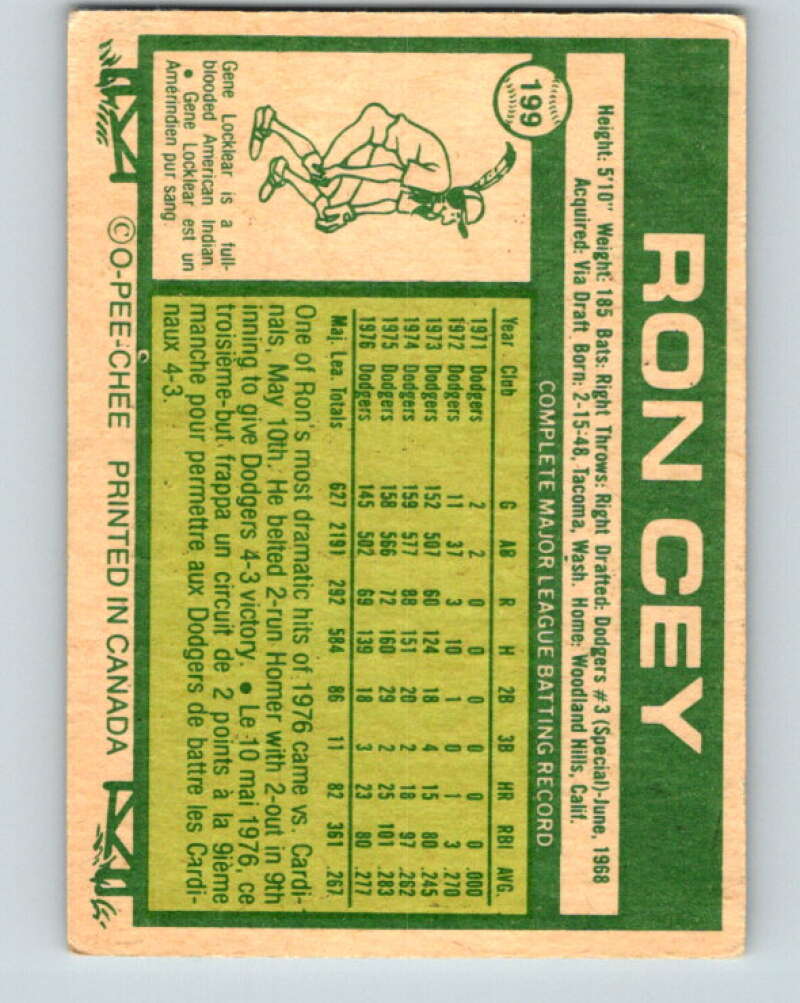 RON CEY
Height: 5'10" Weight: 185 Bats: Right Throws: Right Drafted: Dodgers #3 (Special)-June, 1968
Acquired: Via Draft Born: 2-15-48, Tacoma, Wash. Home: Woodland Hills, Calif.
199
COMPLETE MAJOR LEAGUE BATTING RECORD
Year Club G AB R H 2B 3B HR RBI AVG.
1971 Dodgers 2 2 0 0 0 0 0 0 .000
1972 Dodgers 11 37 3 10 1 0 1 3 .270
1973 Dodgers 152 507 60 124 18 4 15 80 .245
1974 Dodgers 159 577 88 151 20 2 18 97 .262
1975 Dodgers 158 566 72 160 29 2 25 101 .283
1976 Dodgers 145 502 69 139 18 3 23 80 .277
Maj. Lea. Totals 627 2191 292 584 86 11 82 361 .267
Gene Locklear is a full-
blooded American Indian.
• Gene Locklear est un
Amérindien pur sang.
One of Ron's most dramatic hits of 1976 came vs. Cardi-
nals, May 10th. He belted 2-run Homer with 2-out in 9th
inning to give Dodgers 4-3 victory. • Le 10 mai 1976, ce
troisième-but frappa un circuit de 2 points à la 9ième
manche pour permettre aux Dodgers de battre les Cardi-
naux 4-3.
©O-PEE-CHEE PRINTED IN CANADA